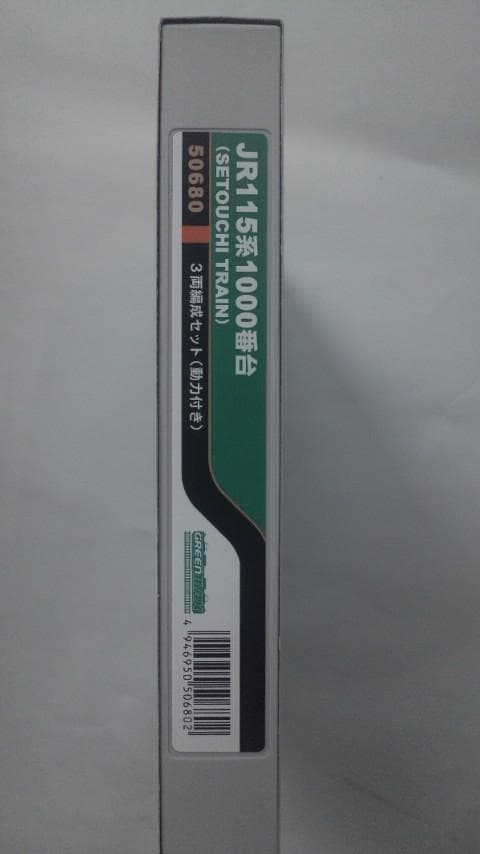 JR115系1000番台
(SETOUCHI TRAIN)
50680
3両編成セット(動力付き)
GREENMAX
4 946950 506802